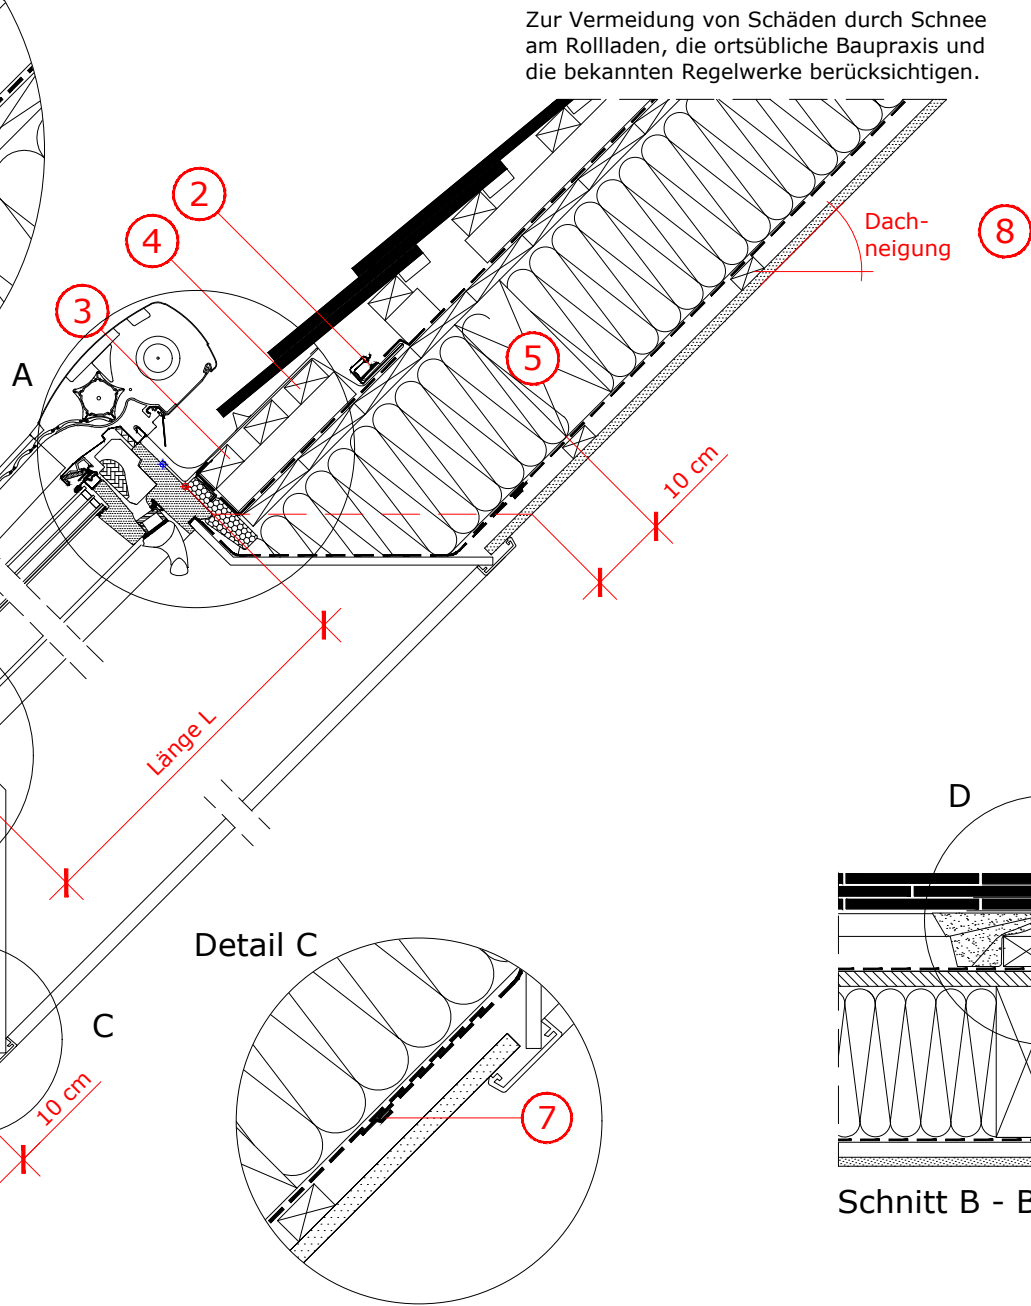 Zur Vermeidung von Schäden durch Schnee
am Rollladen, die ortsübliche Baupraxis und
die bekannten Regelwerke berücksichtigen.
2
4
3
Dach-
neigung
8
A
5
10 cm
Länge L
D
Detail C
C
10 cm
7
Schnitt B - B